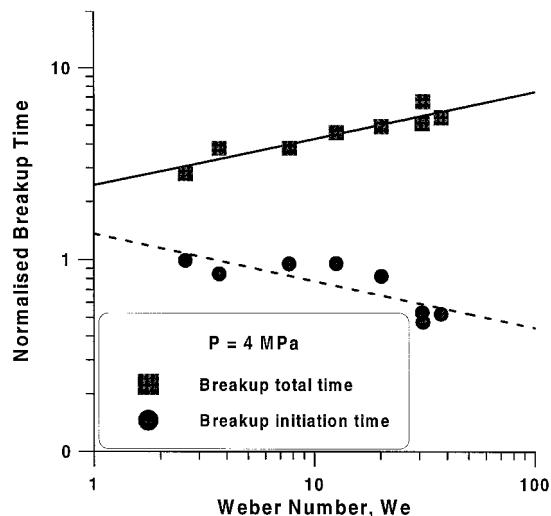 10
Normalised Breakup Time
1
P = 4 MPa
Breakup total time
Breakup initiation time
0
1
10
100
Weber Number, We